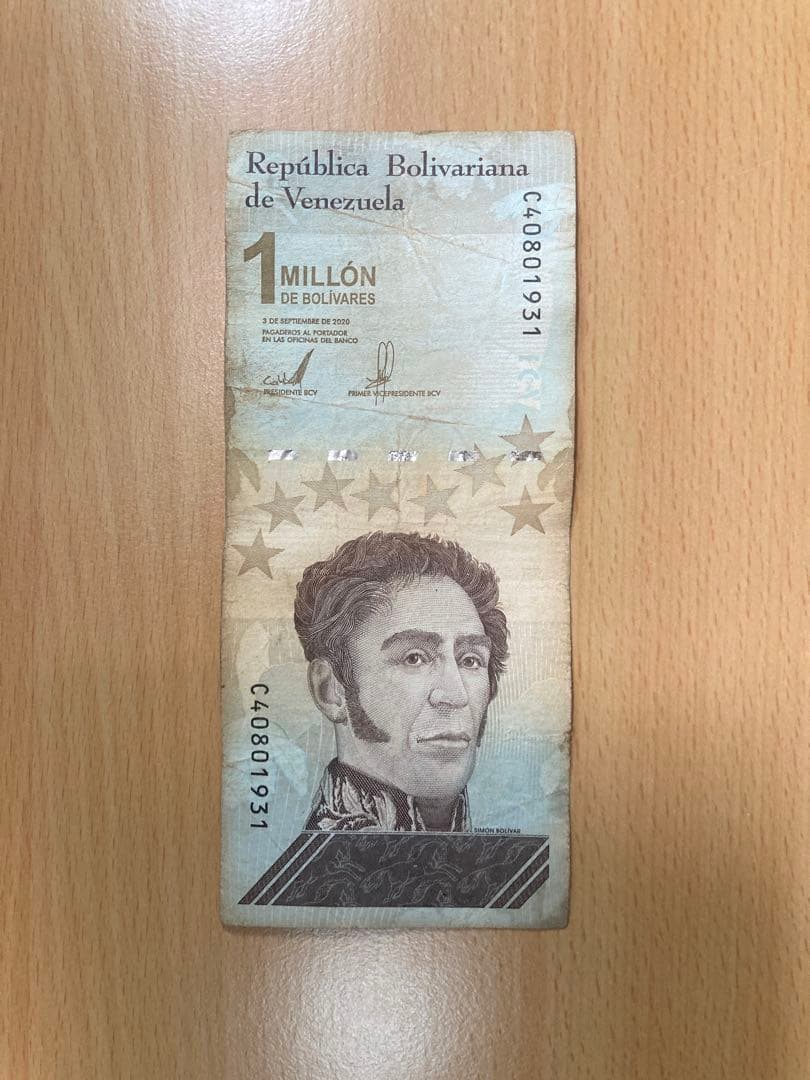 República Bolivariana
de Venezuela
C40801931
1 MILLÓN
DE BOLÍVARES
3 DE SEPTIEMBRE DE 2020
PAGADEROS AL PORTADOR
EN LAS OFICINAS DEL BANCO
PRESIDENTE BCV
PRIMER VICEPRESIDENTE BCV
BCV
C40801931
SIMÓN BOLÍVAR